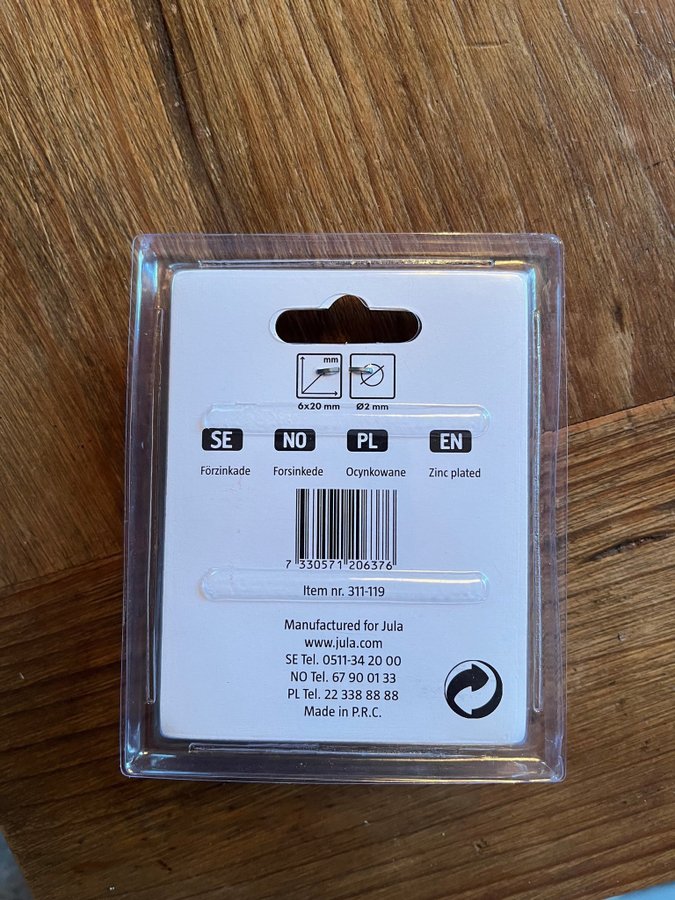 mm
6x20 mm Ø2 mm
SE NO PL EN
Förzinkade Forsinkede Ocynkowane Zinc plated
7 330571 206376
Item nr. 311-119
Manufactured for Jula
www.jula.com
SE Tel. 0511-34 20 00
NO Tel. 67 90 01 33
PL Tel. 22 338 88 88
Made in P.R.C.